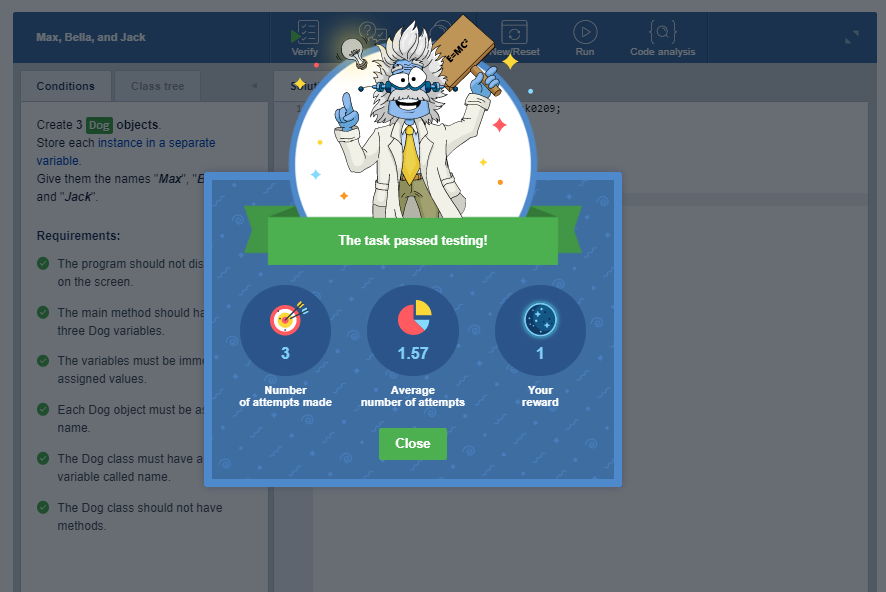 Max, Bella, and Jack
Verify
New/Reset
Run
Code analysis
Conditions
Class tree
1
k0209;
Create 3 Dog objects.
Store each instance in a separate
variable.
Give them the names "Max", "
and "Jack".
Requirements:
The program should not
on the screen.
The main method should
three Dog variables.
The variables must be
assigned values.
Each Dog object must be
name.
The Dog class must have a
variable called name.
The Dog class should not have
methods.
E=MC²
The task passed testing!
3
1.57
1
Number
of attempts made
Average
number of attempts
Your
reward
Close